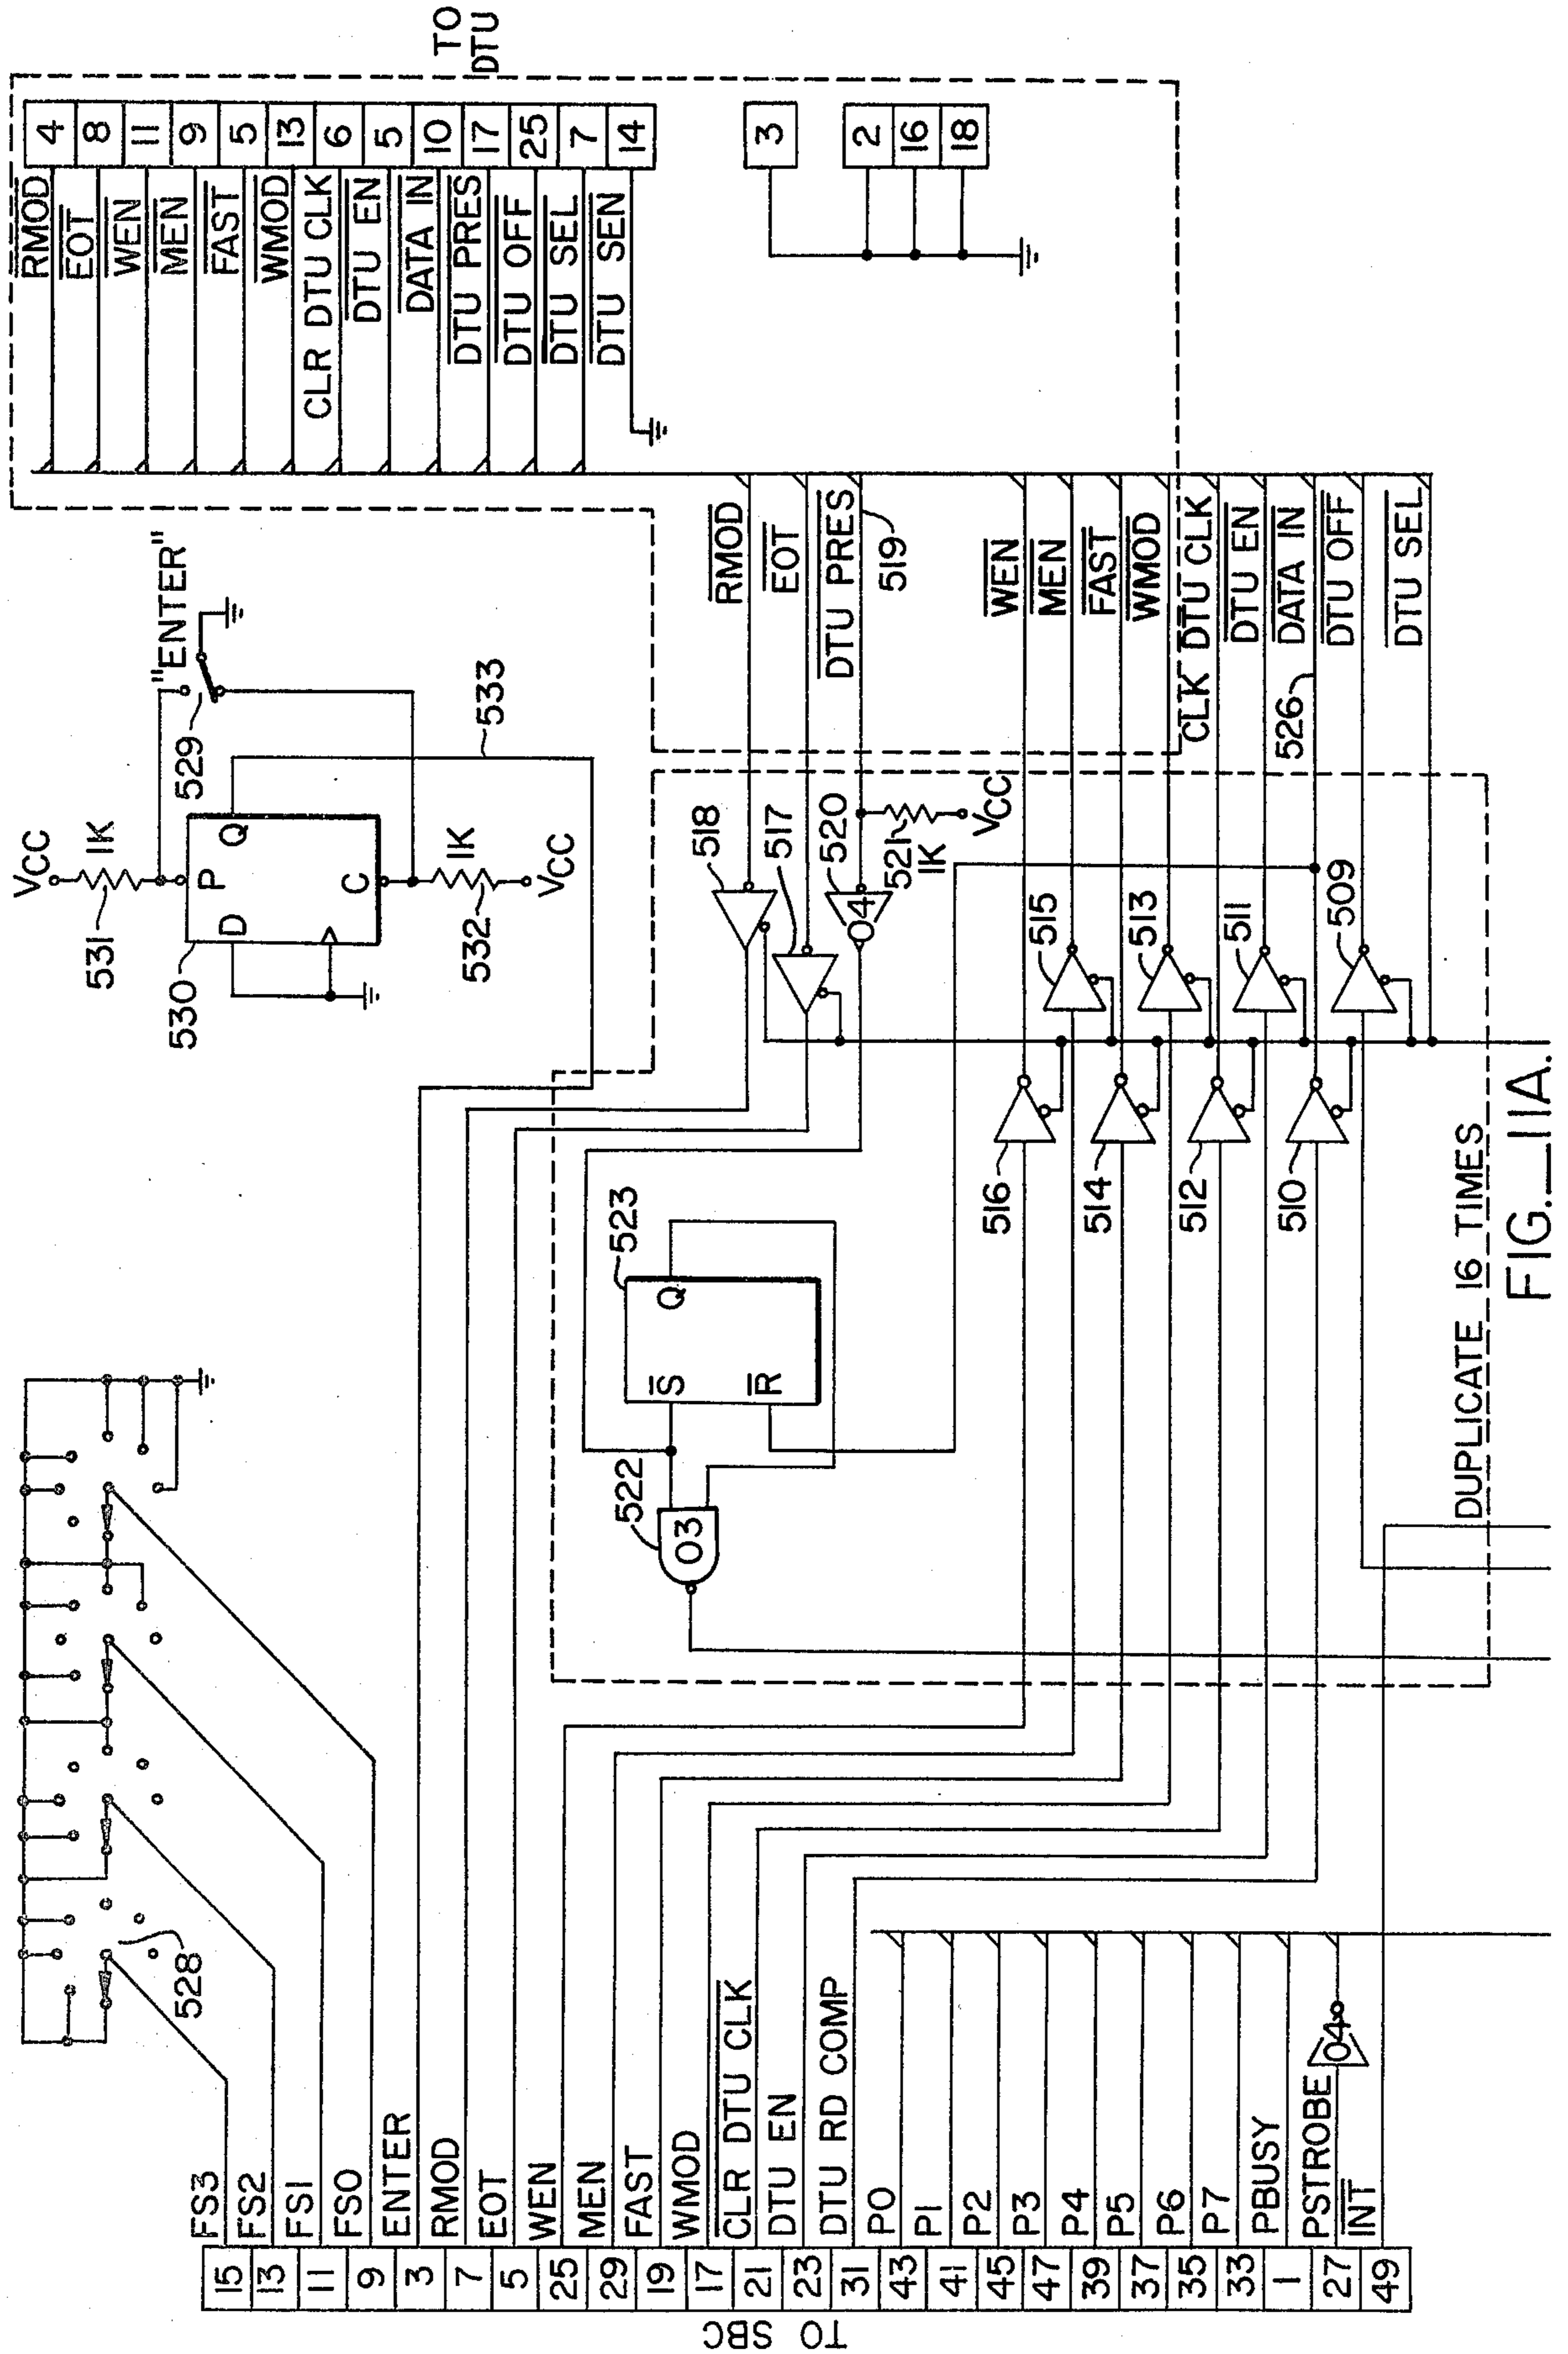 TO
DTU
4
8
11
9
5
13
6
5
10
17
25
7
14
3
2
16
18
RMOD
EOT
WEN
MEN
FAST
WMOD
CLR DTU CLK
DTU EN
DATA IN
DTU PRES
DTU OFF
DTU SEL
DTU SEN
"ENTER"
529
VCC
1K
531
530
P
Q
D
C
1K
532
VCC
533
RMOD
EOT
DTU PRES
519
WEN
MEN
FAST
WMOD
CLK DTU CLK
DTU EN
DATA IN
526
DTU OFF
DTU SEL
518
517
520
04
521
1K
VCC
515
513
511
509
516
514
512
510
523
Q
S
R
522
03
DUPLICATE 16 TIMES
528
FS3
FS2
FS1
FS0
ENTER
RMOD
EOT
WEN
MEN
FAST
WMOD
CLR DTU CLK
DTU EN
DTU RD COMP
P0
P1
P2
P3
P4
P5
P6
P7
PBUSY
PSTROBE
04
INT
15
13
11
9
3
7
5
25
29
19
17
21
23
31
43
41
45
47
39
37
35
33
1
27
49
TO SBC
FIG._11A.